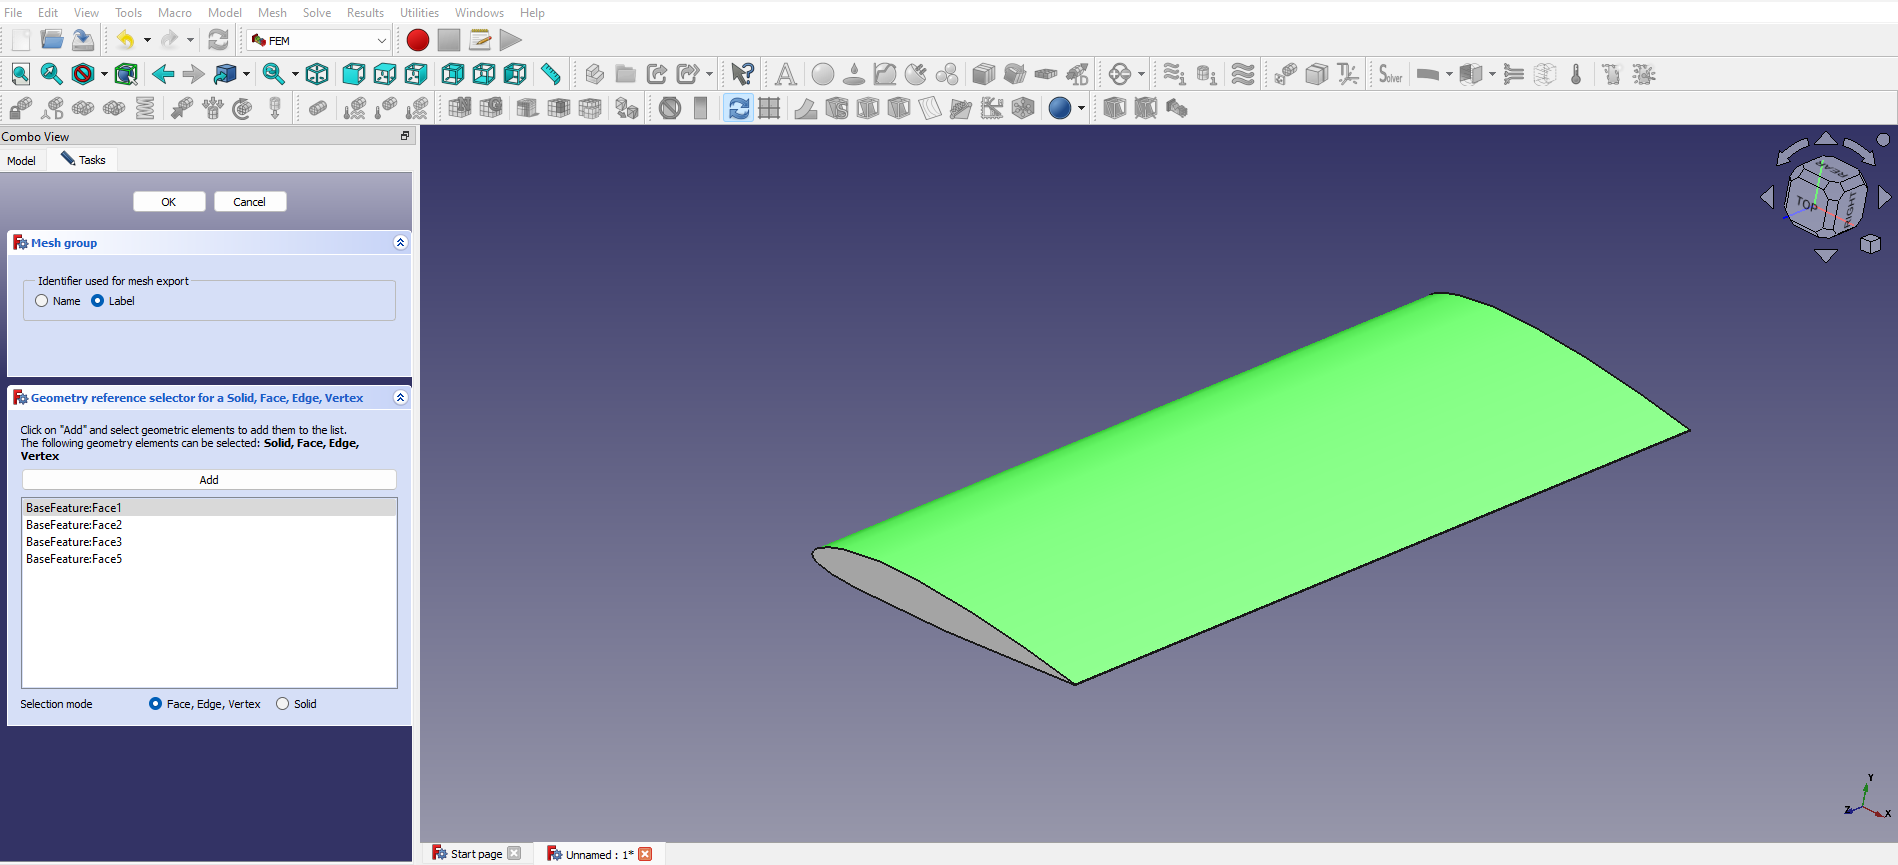 File Edit View Tools Macro Model Mesh Solve Results Utilities Windows Help
FEM
Solver
Combo View
Model Tasks
OK Cancel
Mesh group
Identifier used for mesh export
Name Label
Geometry reference selector for a Solid, Face, Edge, Vertex
Click on "Add" and select geometric elements to add them to the list.
The following geometry elements can be selected: Solid, Face, Edge,
Vertex
Add
BaseFeature:Face1
BaseFeature:Face2
BaseFeature:Face3
BaseFeature:Face5
Selection mode Face, Edge, Vertex Solid
REAR
TOP
RIGHT
Y
Z
X
Start page Unnamed : 1*